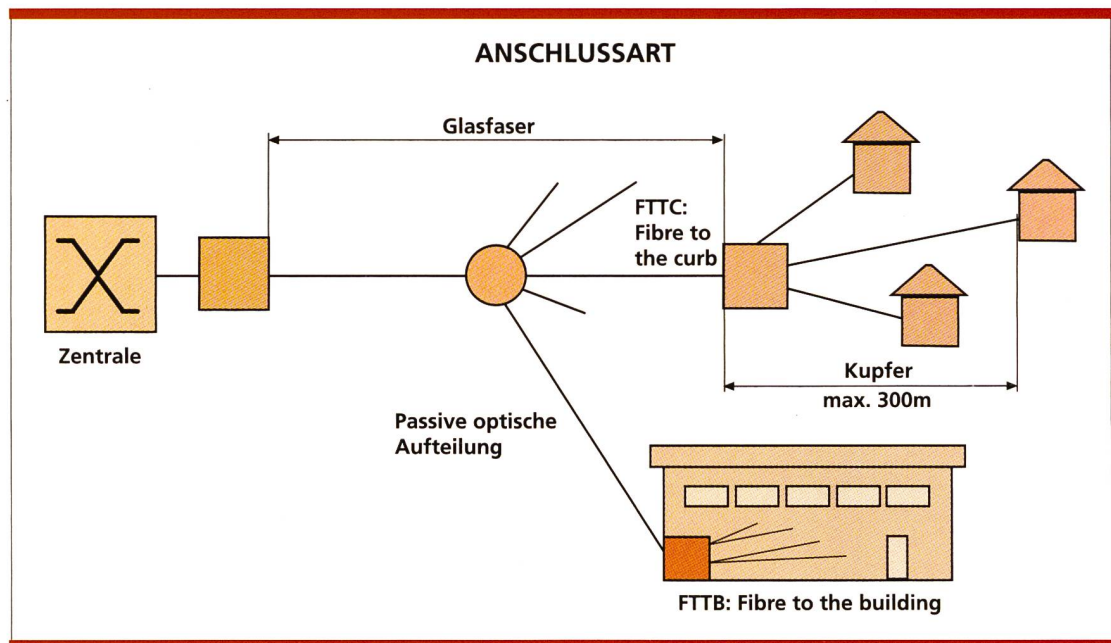 ANSCHLUSSART
Glasfaser
FTTC:
Fibre to
the curb
Zentrale
Kupfer
max. 300m
Passive optische
Aufteilung
FTTB: Fibre to the building